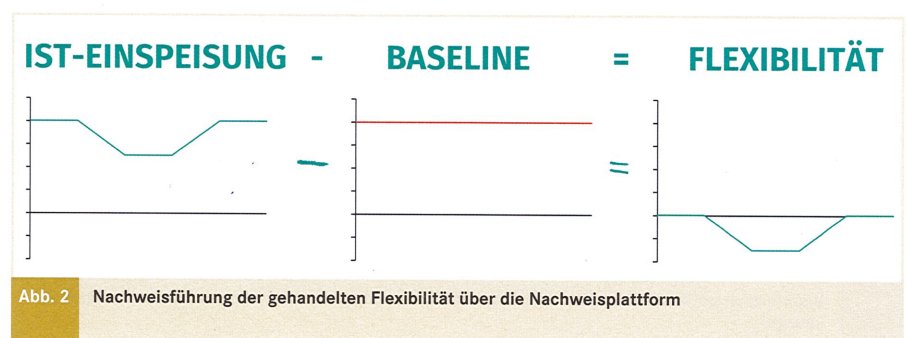 IST-EINSPEISUNG - BASELINE = FLEXIBILITÄT
- =
Abb. 2 Nachweisführung der gehandelten Flexibilität über die Nachweisplattform